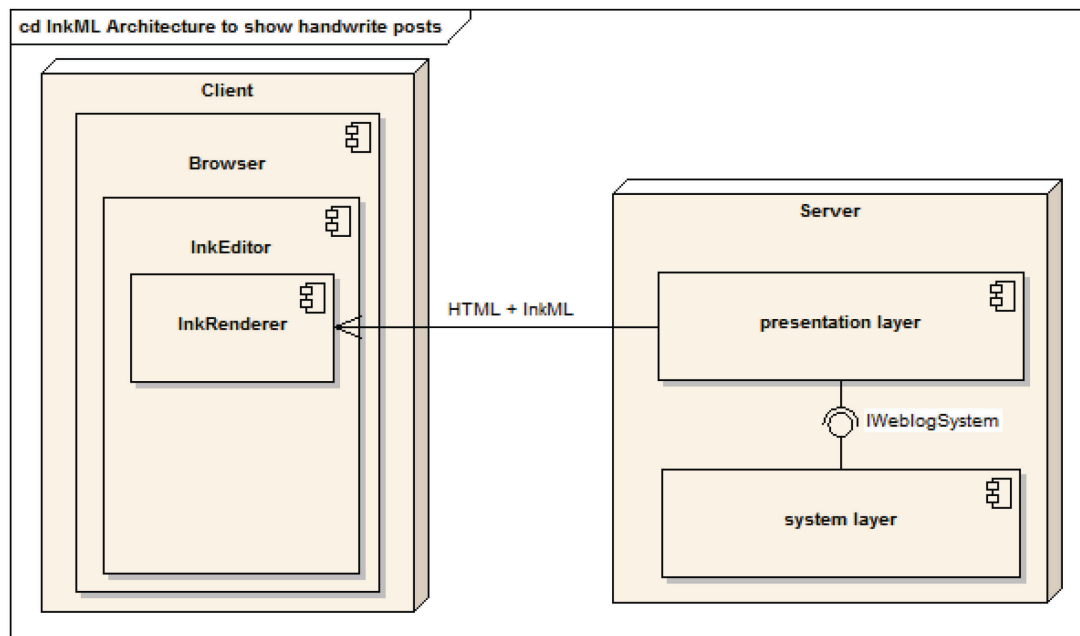 cd InkML Architecture to show handwrite posts
Client
Browser
InkEditor
InkRenderer
HTML + InkML
Server
presentation layer
IWeblogSystem
system layer